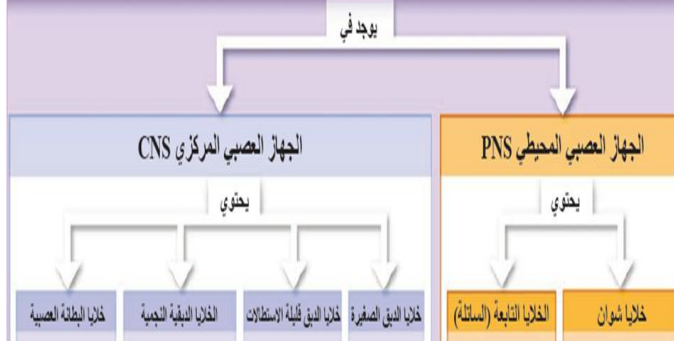 يوجد في
الجهاز العصبي المحيطي PNS
الجهاز العصبي المركزي CNS
يحتوي
يحتوي
خلايا شوان
الخلايا التابعة (الساتلة)
خلايا الدبق الصغيرة
خلايا الدبق قليلة الاستطالات
الخلايا الدبقية النجمية
خلايا البطانة العصبية